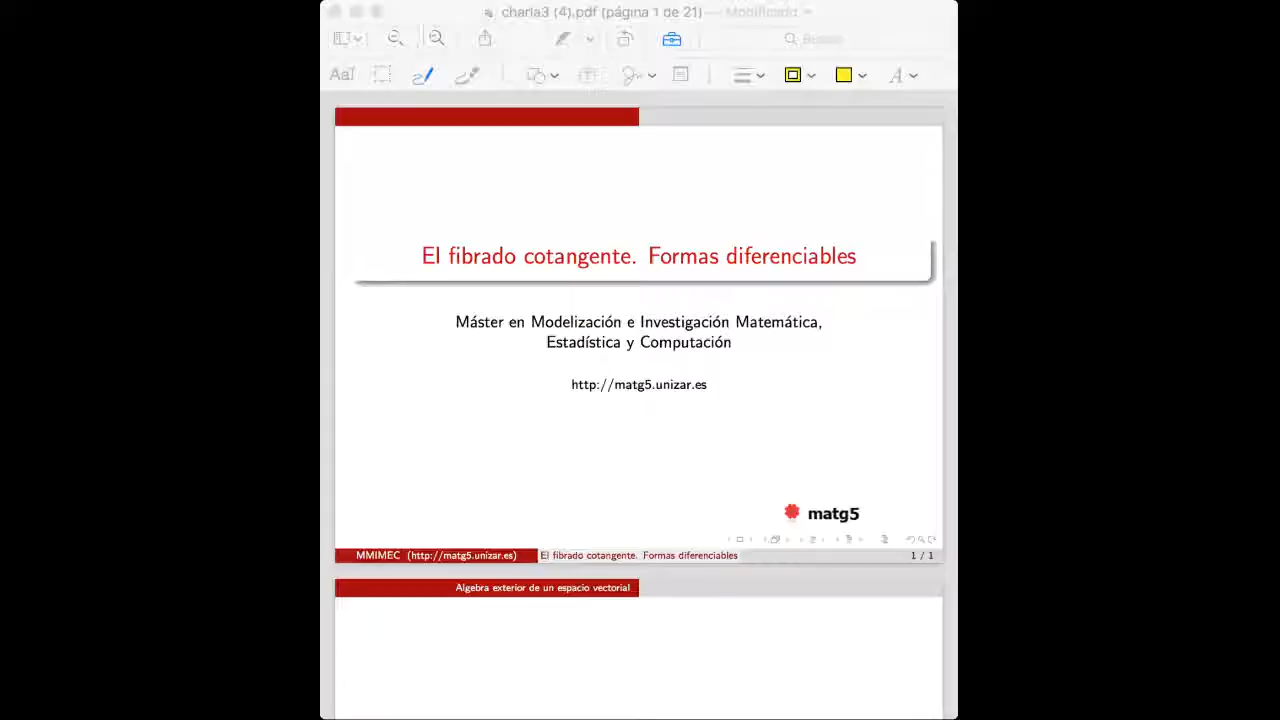 charla3 (4).pdf (página 1 de 21) — Modificado
Buscar
El fibrado cotangente. Formas diferenciables
Máster en Modelización e Investigación Matemática,
Estadística y Computación
http://matg5.unizar.es
matg5
MMIMEC (http://matg5.unizar.es)
El fibrado cotangente. Formas diferenciables
1 / 1
Algebra exterior de un espacio vectorial